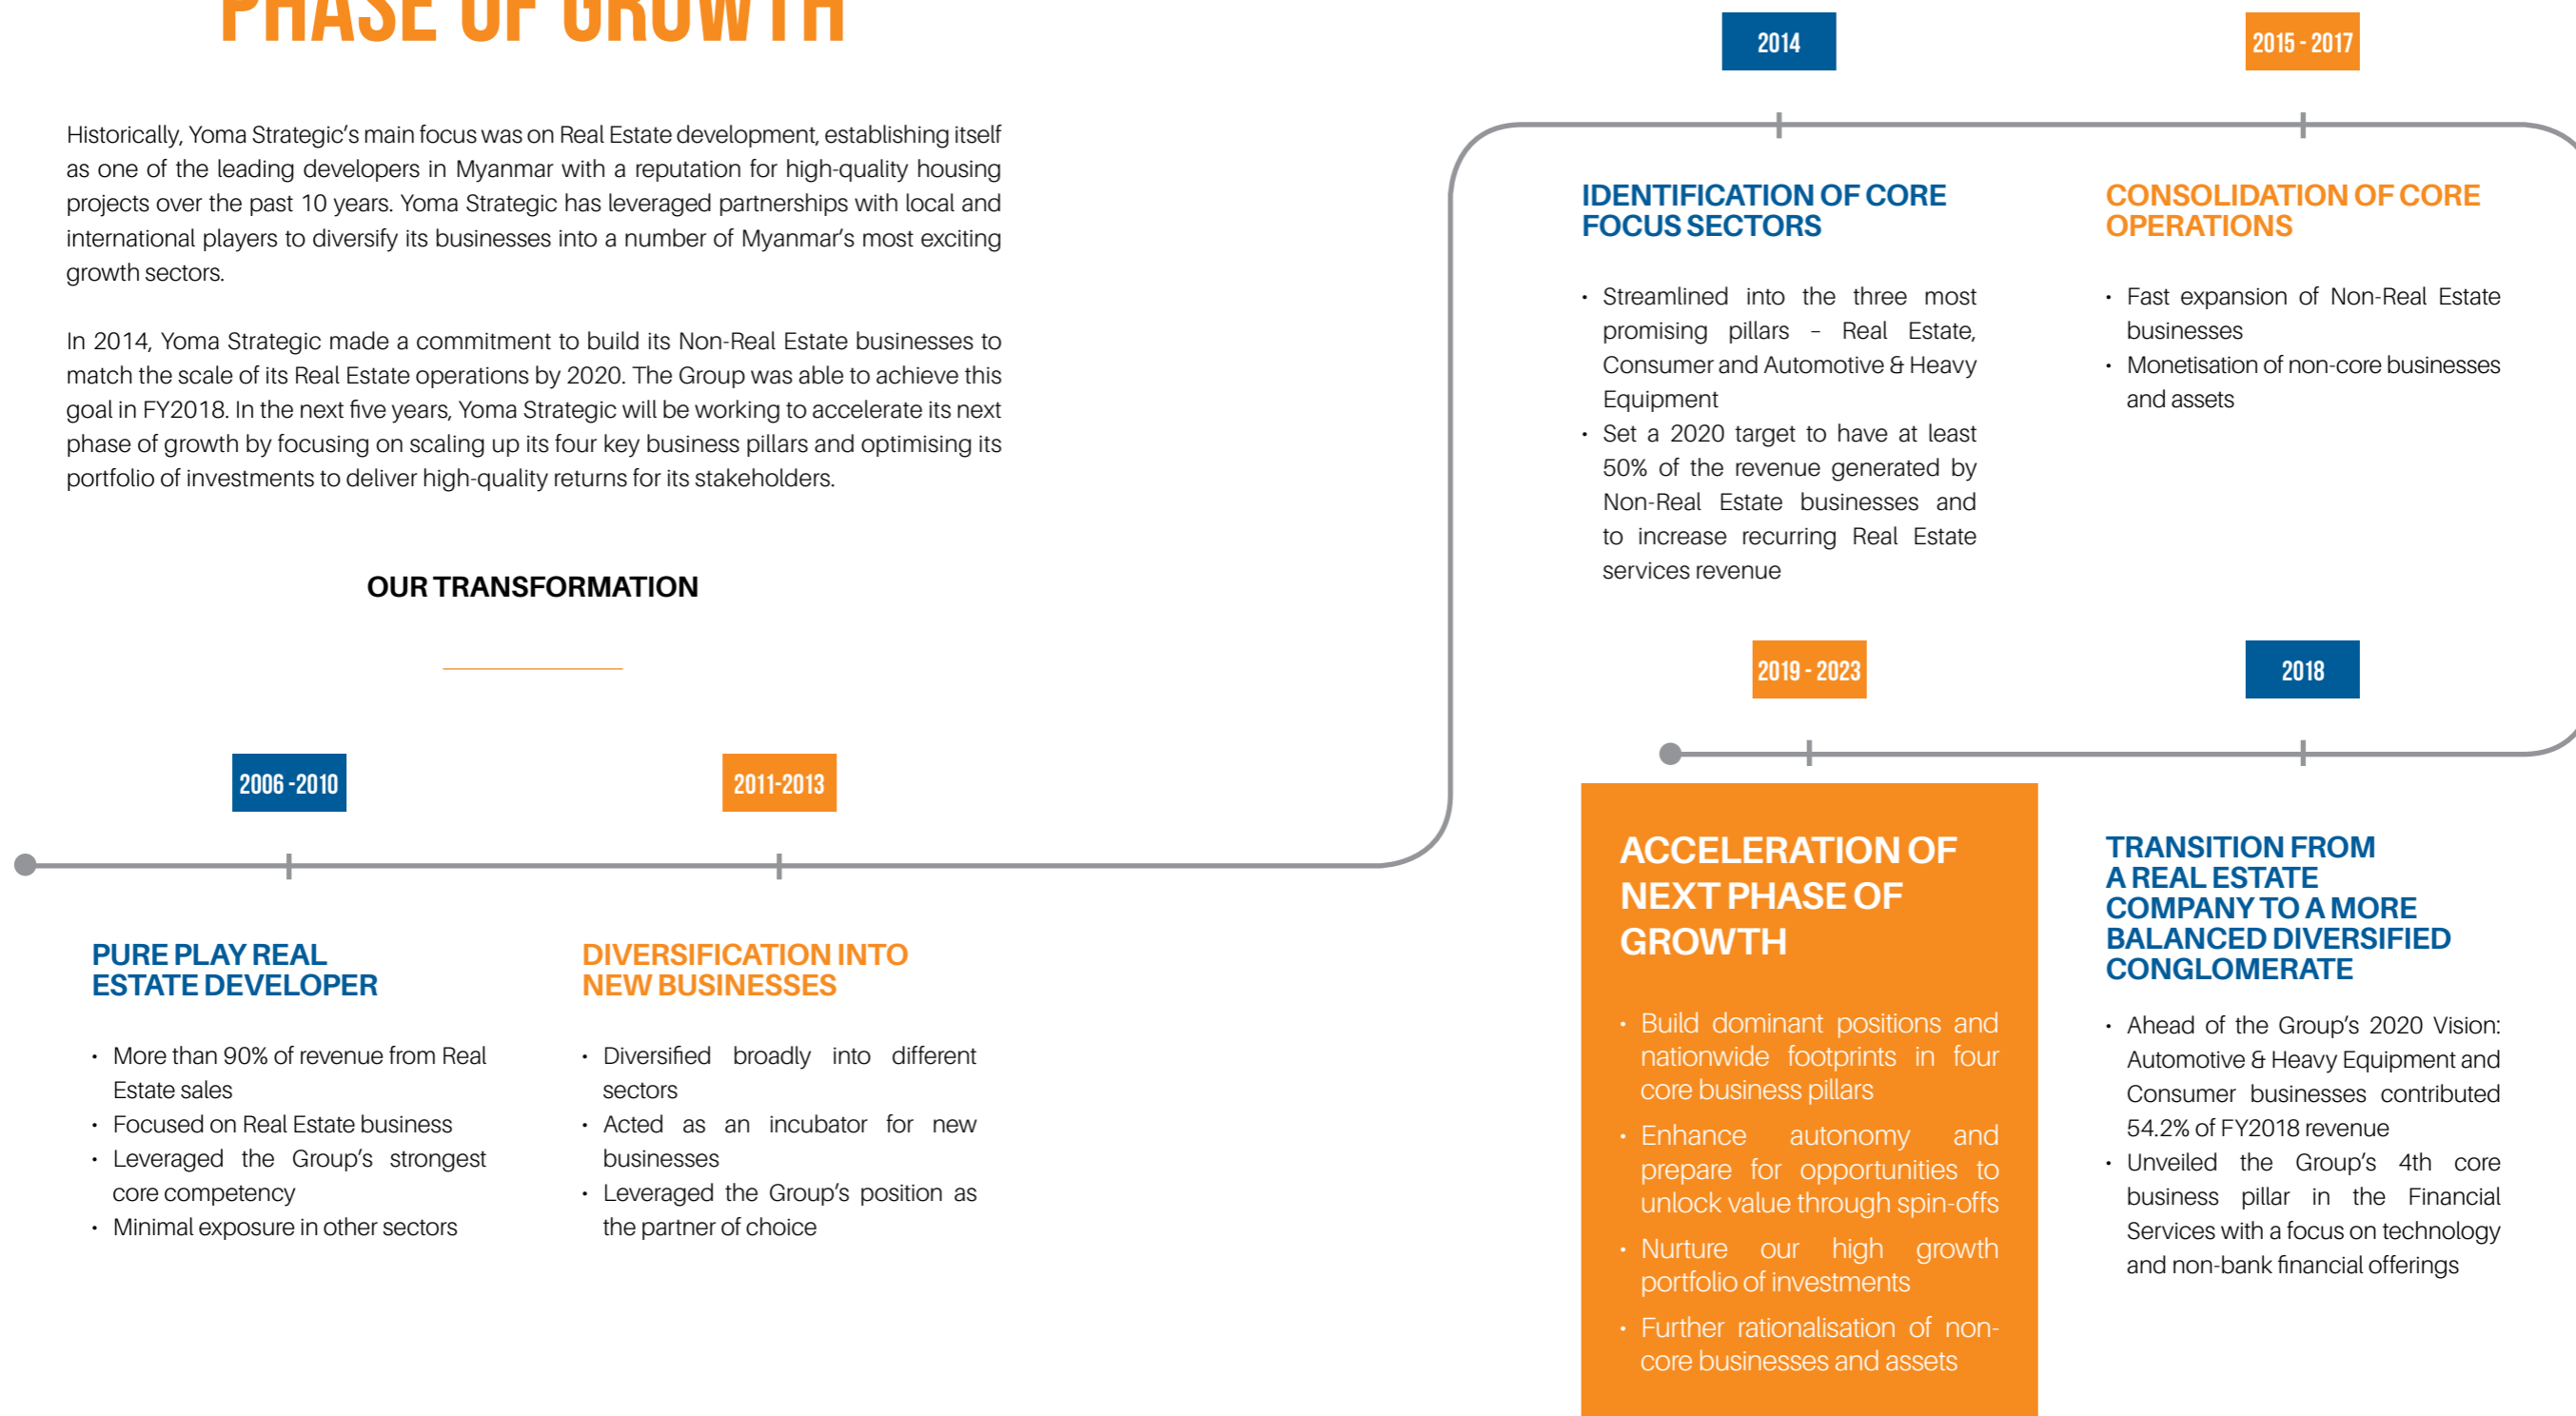 PHASE OF GROWTH
Historically, Yoma Strategic's main focus was on Real Estate development, establishing itself
as one of the leading developers in Myanmar with a reputation for high-quality housing
projects over the past 10 years. Yoma Strategic has leveraged partnerships with local and
international players to diversify its businesses into a number of Myanmar's most exciting
growth sectors.
In 2014, Yoma Strategic made a commitment to build its Non-Real Estate businesses to
match the scale of its Real Estate operations by 2020. The Group was able to achieve this
goal in FY2018. In the next five years, Yoma Strategic will be working to accelerate its next
phase of growth by focusing on scaling up its four key business pillars and optimising its
portfolio of investments to deliver high-quality returns for its stakeholders.
OUR TRANSFORMATION
2006 -2010
PURE PLAY REAL
ESTATE DEVELOPER
• More than 90% of revenue from Real
Estate sales
• Focused on Real Estate business
• Leveraged the Group's strongest
core competency
• Minimal exposure in other sectors
2011-2013
DIVERSIFICATION INTO
NEW BUSINESSES
• Diversified broadly into different
sectors
• Acted as an incubator for new
businesses
• Leveraged the Group's position as
the partner of choice
2014
IDENTIFICATION OF CORE
FOCUS SECTORS
• Streamlined into the three most
promising pillars – Real Estate,
Consumer and Automotive & Heavy
Equipment
• Set a 2020 target to have at least
50% of the revenue generated by
Non-Real Estate businesses and
to increase recurring Real Estate
services revenue
2015 - 2017
CONSOLIDATION OF CORE
OPERATIONS
• Fast expansion of Non-Real Estate
businesses
• Monetisation of non-core businesses
and assets
2018
TRANSITION FROM
A REAL ESTATE
COMPANY TO A MORE
BALANCED DIVERSIFIED
CONGLOMERATE
• Ahead of the Group's 2020 Vision:
Automotive & Heavy Equipment and
Consumer businesses contributed
54.2% of FY2018 revenue
• Unveiled the Group's 4th core
business pillar in the Financial
Services with a focus on technology
and non-bank financial offerings
2019 - 2023
ACCELERATION OF
NEXT PHASE OF
GROWTH
• Build dominant positions and
nationwide footprints in four
core business pillars
• Enhance autonomy and
prepare for opportunities to
unlock value through spin-offs
• Nurture our high growth
portfolio of investments
• Further rationalisation of non-
core businesses and assets